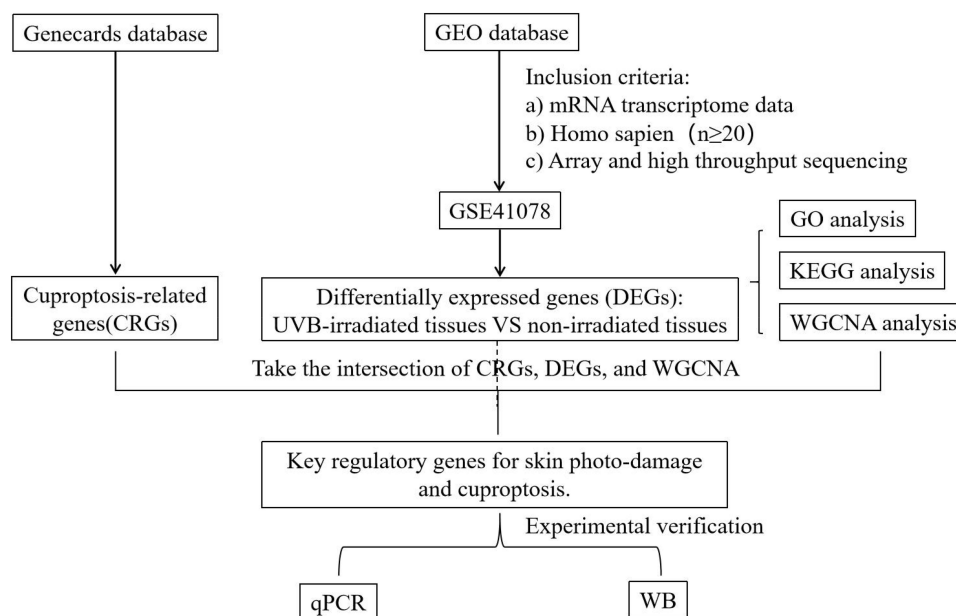 Genecards database
GEO database
Inclusion criteria:
a) mRNA transcriptome data
b) Homo sapien（n≥20）
c) Array and high throughput sequencing
GSE41078
GO analysis
KEGG analysis
WGCNA analysis
Cuproptosis-related
genes(CRGs)
Differentially expressed genes (DEGs):
UVB-irradiated tissues VS non-irradiated tissues
Take the intersection of CRGs, DEGs, and WGCNA
Key regulatory genes for skin photo-damage
and cuproptosis.
Experimental verification
qPCR
WB